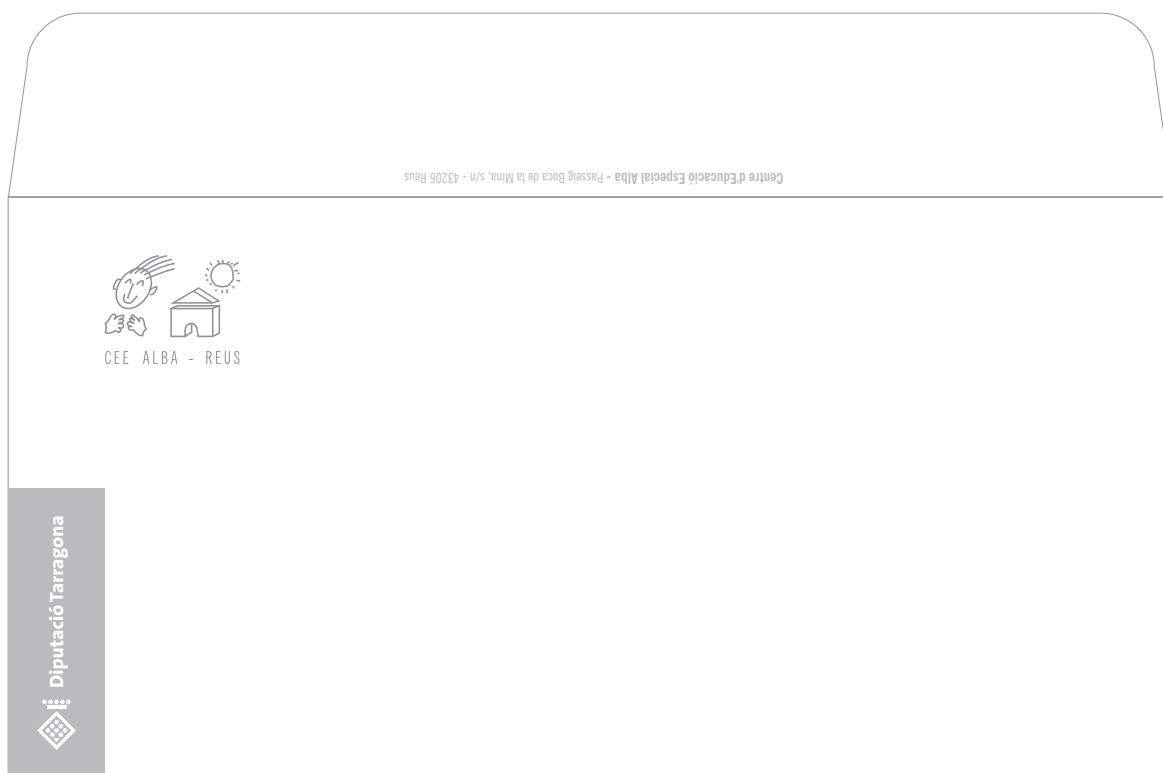 Centre d'Educació Especial Alba - Passeig Boca de la Mina, s/n - 43206 Reus
CEE ALBA - REUS
Diputació Tarragona